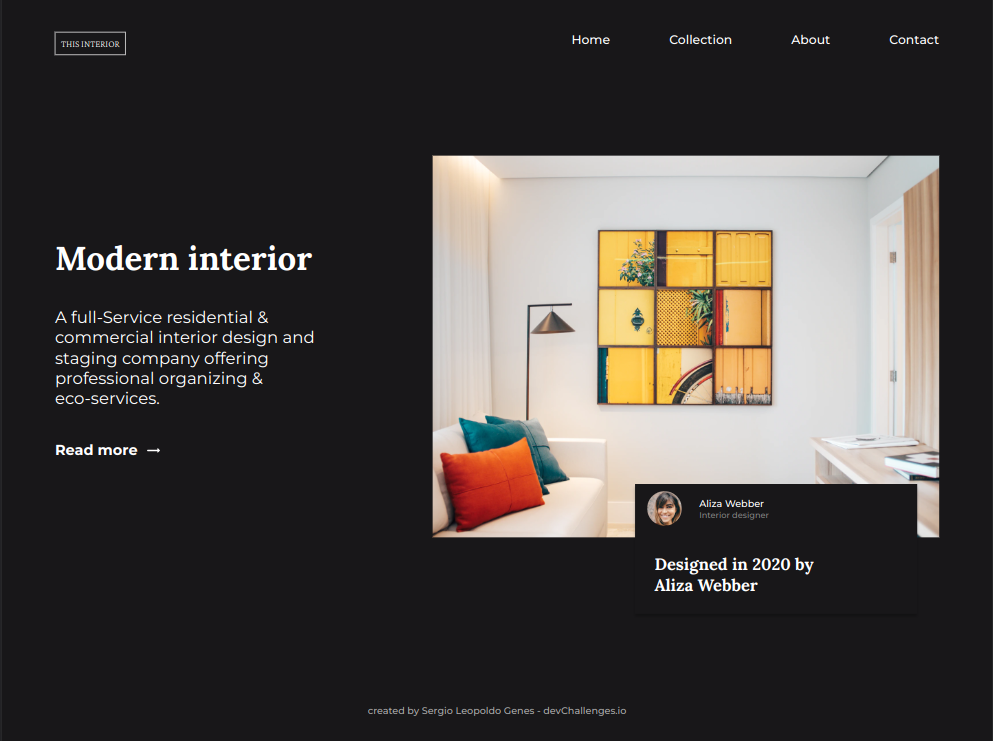 THIS INTERIOR
Home
Collection
About
Contact
Modern interior
A full-Service residential &
commercial interior design and
staging company offering
professional organizing &
eco-services.
Read more →
Aliza Webber
Interior designer
Designed in 2020 by
Aliza Webber
created by Sergio Leopoldo Genes - devChallenges.io